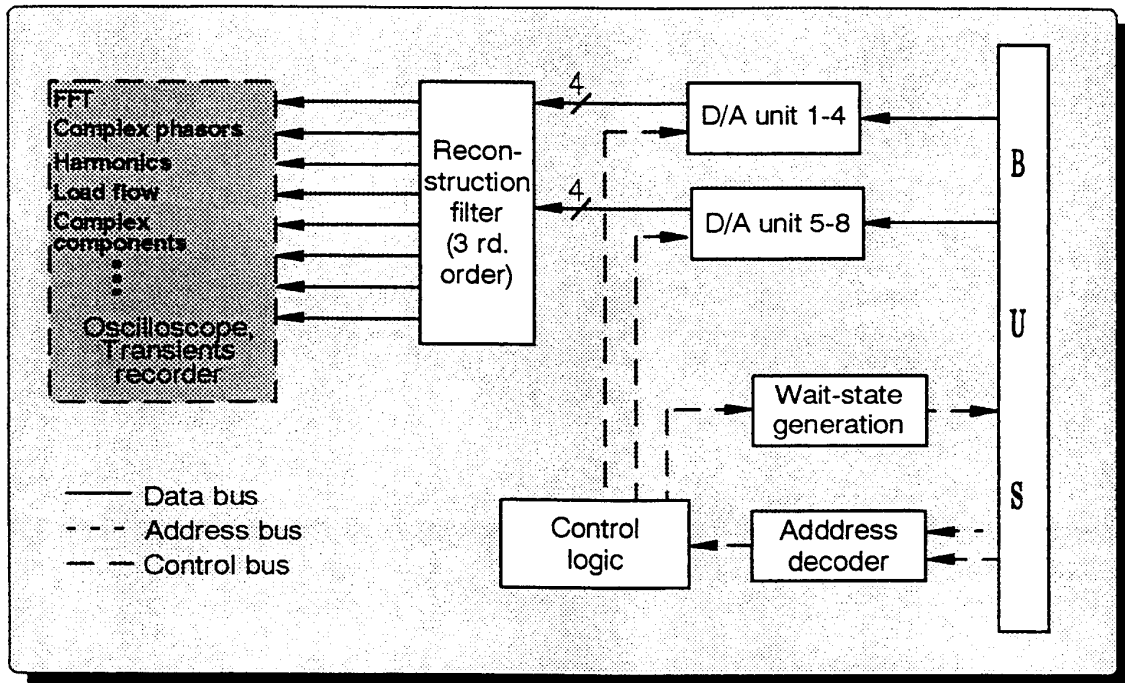 FFT
Complex phasors
Harmonics
Load flow
Complex
components
Oscilloscope,
Transients
recorder
Recon-
struction
filter
(3 rd.
order)
4
4
D/A unit 1-4
D/A unit 5-8
B
U
S
Wait-state
generation
Control
logic
Adddress
decoder
Data bus
Address bus
Control bus